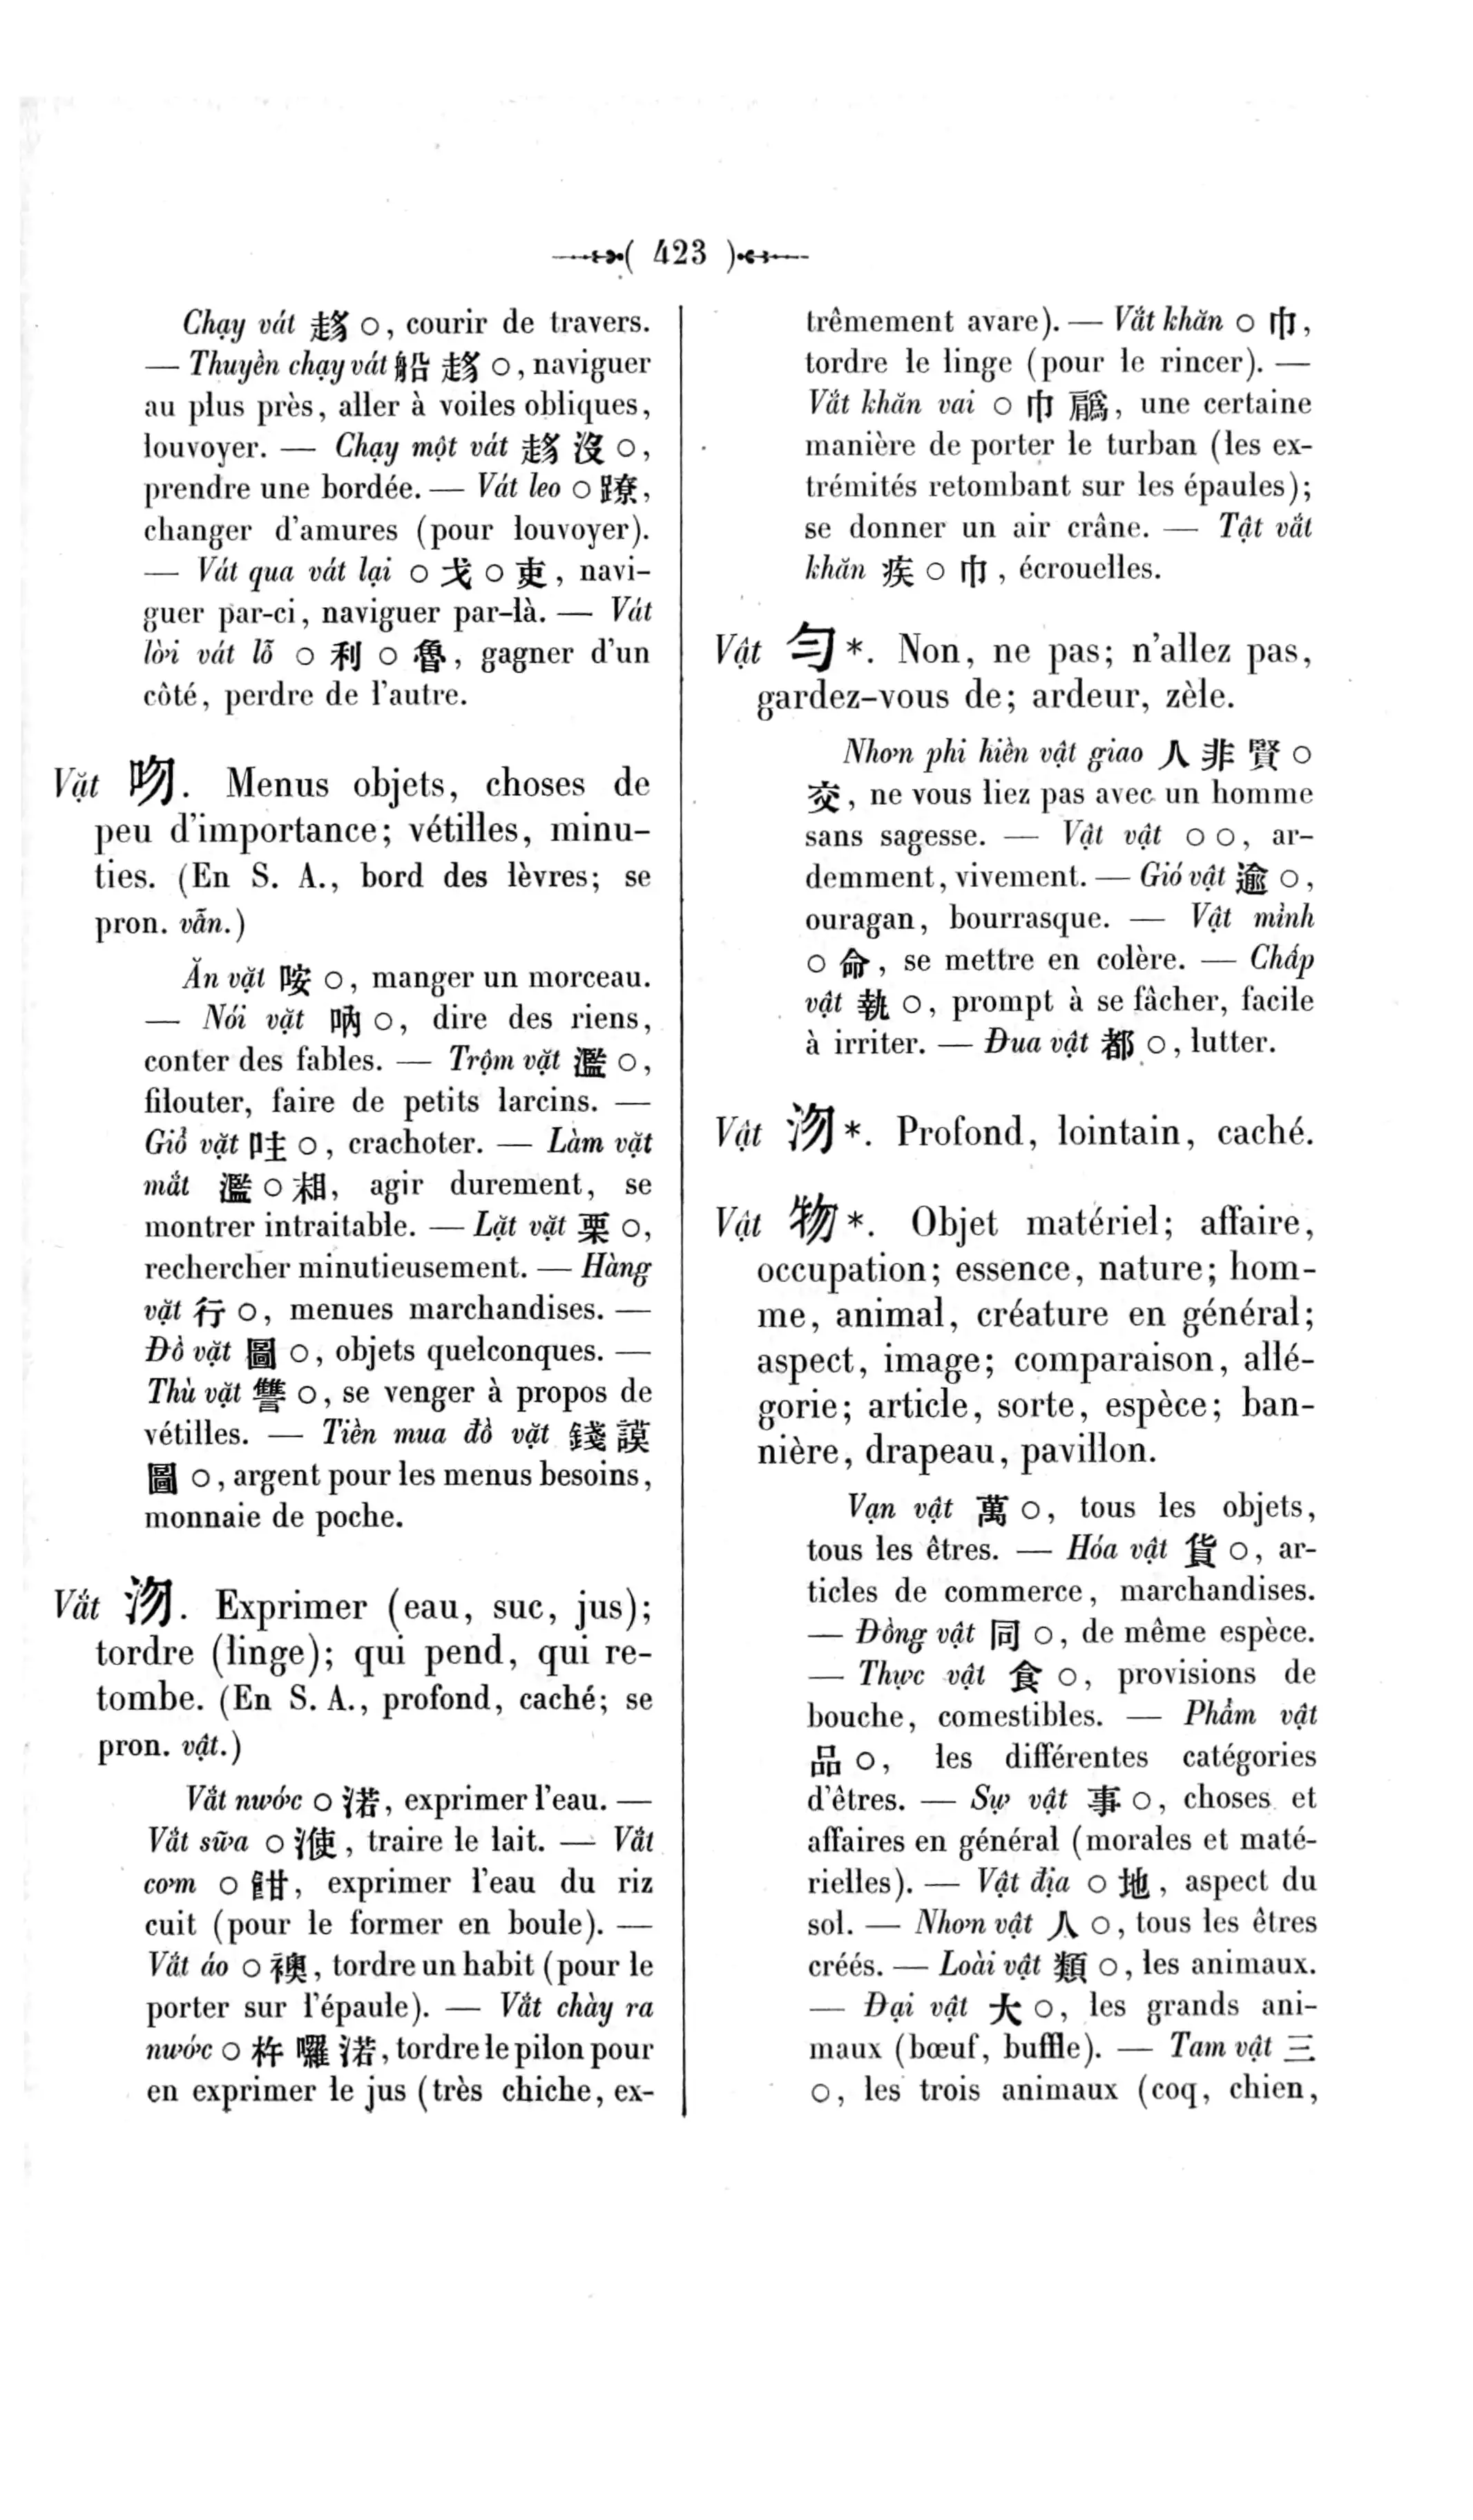 ( 423 )
Chạy vát 趍 ○, courir de travers.
— Thuyền chạy vát 船 趍 ○, naviguer
au plus près, aller à voiles obliques,
louvoyer. — Chạy một vát 趍 沒 ○,
prendre une bordée. — Vát leo ○ 蹽,
changer d'amures (pour louvoyer).
— Vát qua vát lại ○ 戈 ○ 吏, navi-
guer par-ci, naviguer par-là. — Vát
lời vát lỗ ○ 利 ○ 魯, gagner d'un
côté, perdre de l'autre.
Vặt 吻. Menus objets, choses de
peu d'importance; vétilles, minu-
ties. (En S. A., bord des lèvres; se
pron. vẫn.)
Ăn vặt 咹 ○, manger un morceau.
— Nói vặt 吶 ○, dire des riens,
conter des fables. — Trộm vặt 濫 ○,
filouter, faire de petits larcins. —
Giổ vặt 㕵 ○, crachoter. — Làm vặt
mắt 濫 ○ 相, agir durement, se
montrer intraitable. — Lặt vặt 栗 ○,
rechercher minutieusement. — Hàng
vặt 行 ○, menues marchandises. —
Đồ vặt 圖 ○, objets quelconques. —
Thù vặt 讐 ○, se venger à propos de
vétilles. — Tiền mua đồ vặt 錢 謨
圖 ○, argent pour les menus besoins,
monnaie de poche.
Vắt 沕. Exprimer (eau, suc, jus);
tordre (linge); qui pend, qui re-
tombe. (En S. A., profond, caché; se
pron. vật.)
Vắt nước ○ 渃, exprimer l'eau. —
Vắt sữa ○ 㳬, traire le lait. — Vắt
cơm ○ 䬲, exprimer l'eau du riz
cuit (pour le former en boule). —
Vắt áo ○ 襖, tordre un habit (pour le
porter sur l'épaule). — Vắt chày ra
nước ○ 杵 囉 渃, tordre le pilon pour
en exprimer le jus (très chiche, ex-
trêmement avare). — Vắt khăn ○ 巾,
tordre le linge (pour le rincer). —
Vắt khăn vai ○ 巾 𦠘, une certaine
manière de porter le turban (les ex-
trémités retombant sur les épaules);
se donner un air crâne. — Tật vắt
khăn 疾 ○ 巾, écrouelles.
Vật 勿*. Non, ne pas; n'allez pas,
gardez-vous de; ardeur, zèle.
Nhơn phi hiền vật giao 人 非 賢 ○
交, ne vous liez pas avec un homme
sans sagesse. — Vật vật ○ ○, ar-
demment, vivement. — Gió vật 逾 ○,
ouragan, bourrasque. — Vật mình
○ 命, se mettre en colère. — Chấp
vật 執 ○, prompt à se fâcher, facile
à irriter. — Đua vật 都 ○, lutter.
Vật 沕*. Profond, lointain, caché.
Vật 物*. Objet matériel; affaire,
occupation; essence, nature; hom-
me, animal, créature en général;
aspect, image; comparaison, allé-
gorie; article, sorte, espèce; ban-
nière, drapeau, pavillon.
Vạn vật 萬 ○, tous les objets,
tous les êtres. — Hóa vật 貨 ○, ar-
ticles de commerce, marchandises.
— Đồng vật 同 ○, de même espèce.
— Thực vật 食 ○, provisions de
bouche, comestibles. — Phẩm vật
品 ○, les différentes catégories
d'êtres. — Sự vật 事 ○, choses et
affaires en général (morales et maté-
rielles). — Vật địa ○ 地, aspect du
sol. — Nhơn vật 人 ○, tous les êtres
créés. — Loài vật 類 ○, les animaux.
— Đại vật 大 ○, les grands ani-
maux (bœuf, buffle). — Tam vật 三
○, les trois animaux (coq, chien,